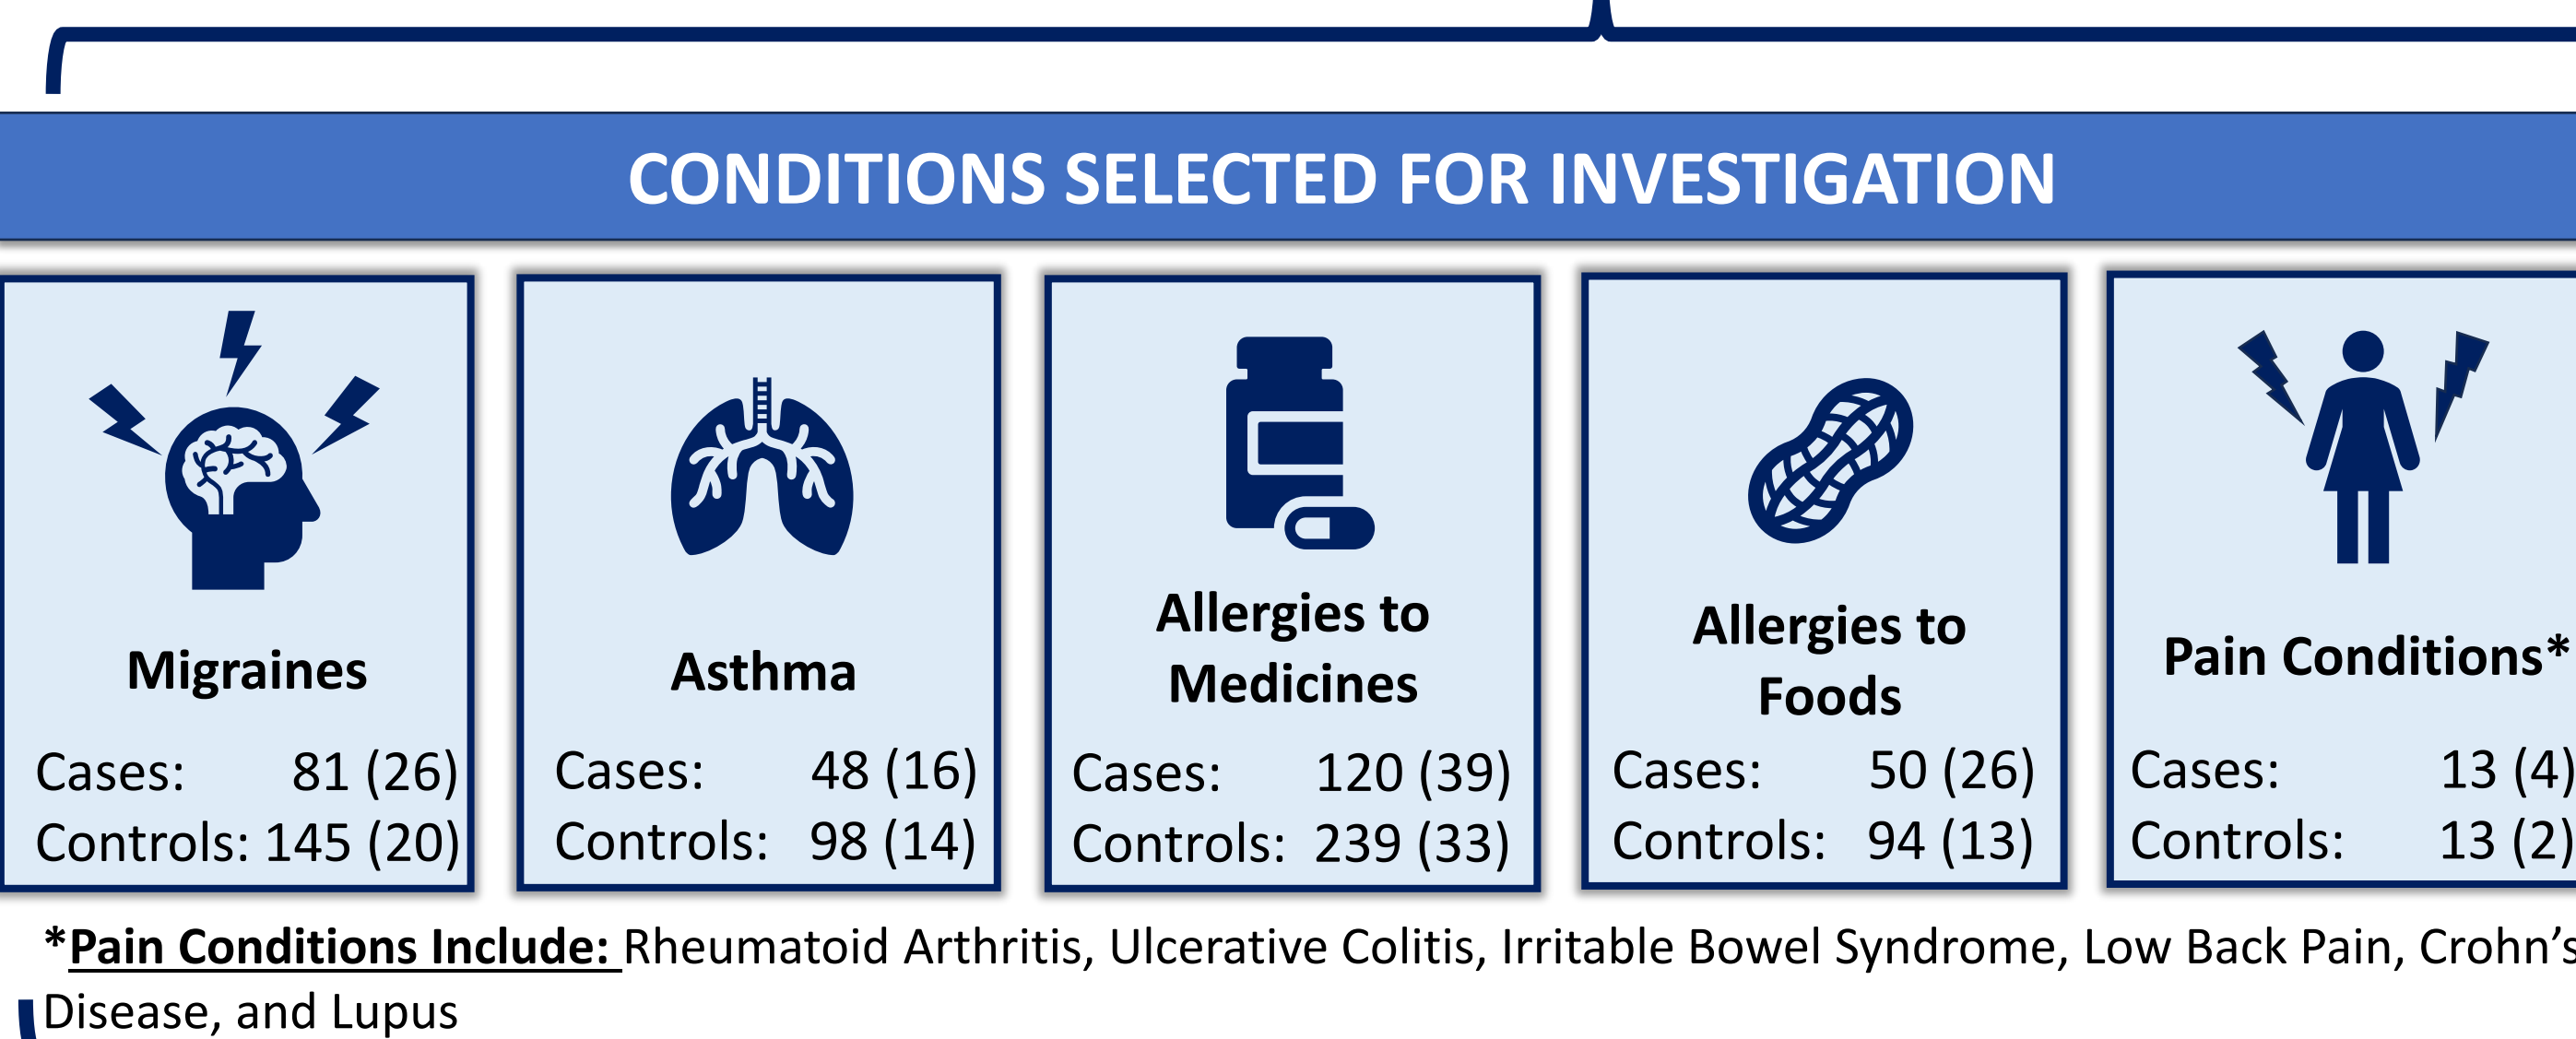 CONDITIONS SELECTED FOR INVESTIGATION
Migraines
Cases: 81 (26)
Controls: 145 (20)
Asthma
Cases: 48 (16)
Controls: 98 (14)
Allergies to
Medicines
Cases: 120 (39)
Controls: 239 (33)
Allergies to
Foods
Cases: 50 (26)
Controls: 94 (13)
Pain Conditions*
Cases: 13 (4)
Controls: 13 (2)
*Pain Conditions Include: Rheumatoid Arthritis, Ulcerative Colitis, Irritable Bowel Syndrome, Low Back Pain, Crohn’s
Disease, and Lupus